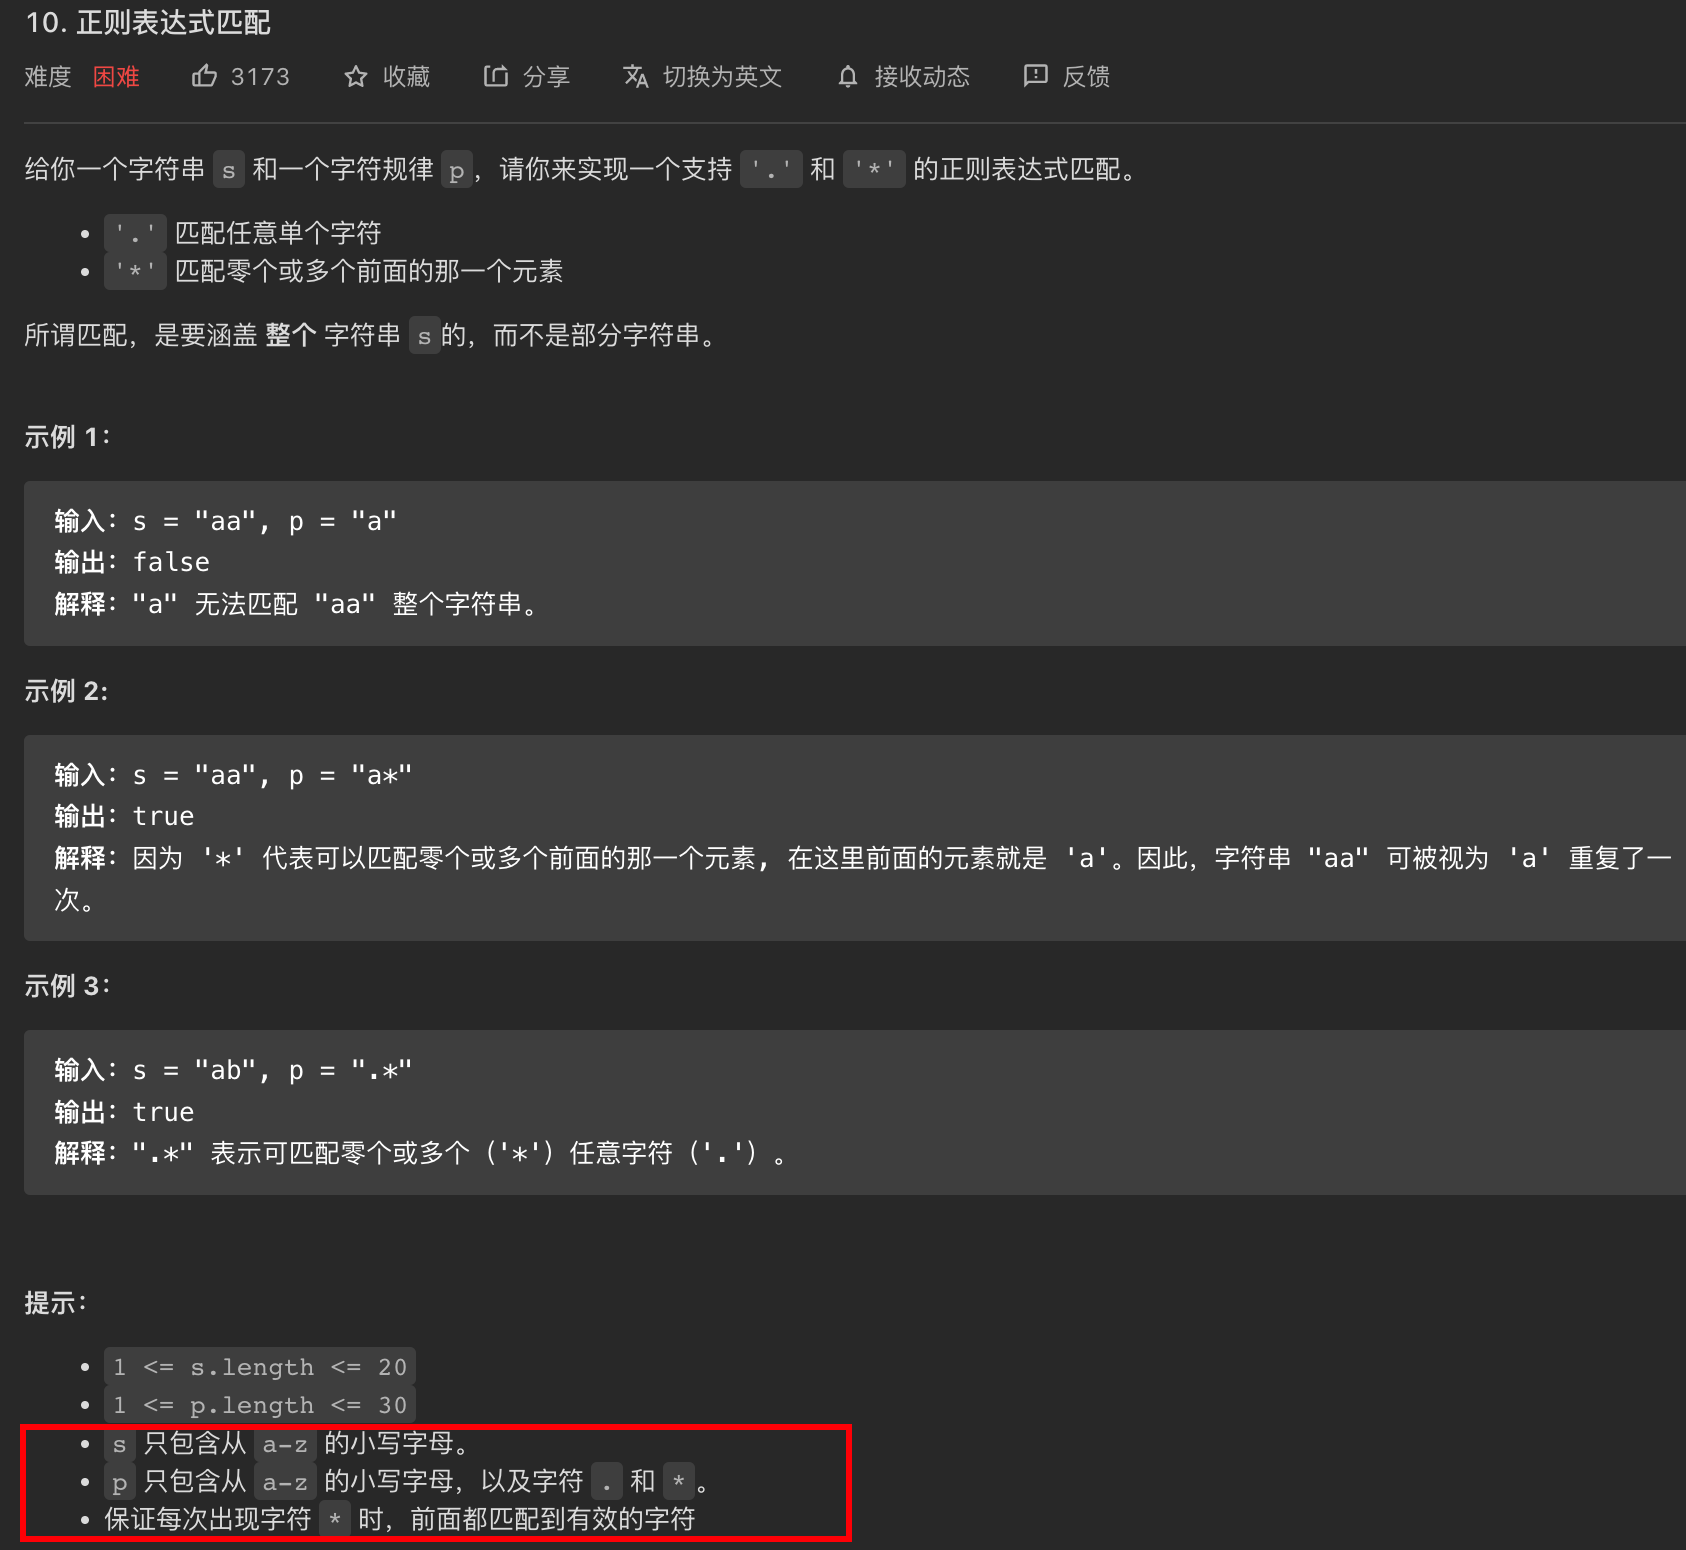 10. 正则表达式匹配
难度 困难 3173 收藏 分享 切换为英文 接收动态 反馈
给你一个字符串 s 和一个字符规律 p，请你来实现一个支持 '.' 和 '*' 的正则表达式匹配。
• '.' 匹配任意单个字符
• '*' 匹配零个或多个前面的那一个元素
所谓匹配，是要涵盖 整个 字符串 s的，而不是部分字符串。
示例 1：
输入：s = "aa", p = "a"
输出：false
解释："a" 无法匹配 "aa" 整个字符串。
示例 2:
输入：s = "aa", p = "a*"
输出：true
解释：因为 '*' 代表可以匹配零个或多个前面的那一个元素, 在这里前面的元素就是 'a'。因此，字符串 "aa" 可被视为 'a' 重复了一
次。
示例 3：
输入：s = "ab", p = ".*"
输出：true
解释：".*" 表示可匹配零个或多个（'*'）任意字符（'.'）。
提示：
• 1 <= s.length <= 20
• 1 <= p.length <= 30
• s 只包含从 a-z 的小写字母。
• p 只包含从 a-z 的小写字母，以及字符 . 和 *。
• 保证每次出现字符 * 时，前面都匹配到有效的字符